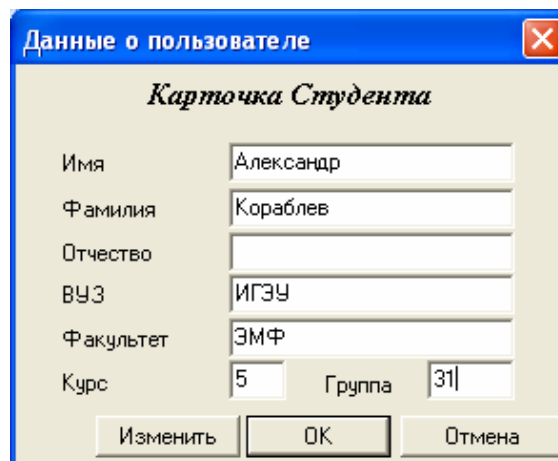 Данные о пользователе
Карточка Студента
Имя Александр
Фамилия Кораблев
Отчество
ВУЗ ИГЭУ
Факультет ЭМФ
Курс 5 Группа 31
Изменить OK Отмена